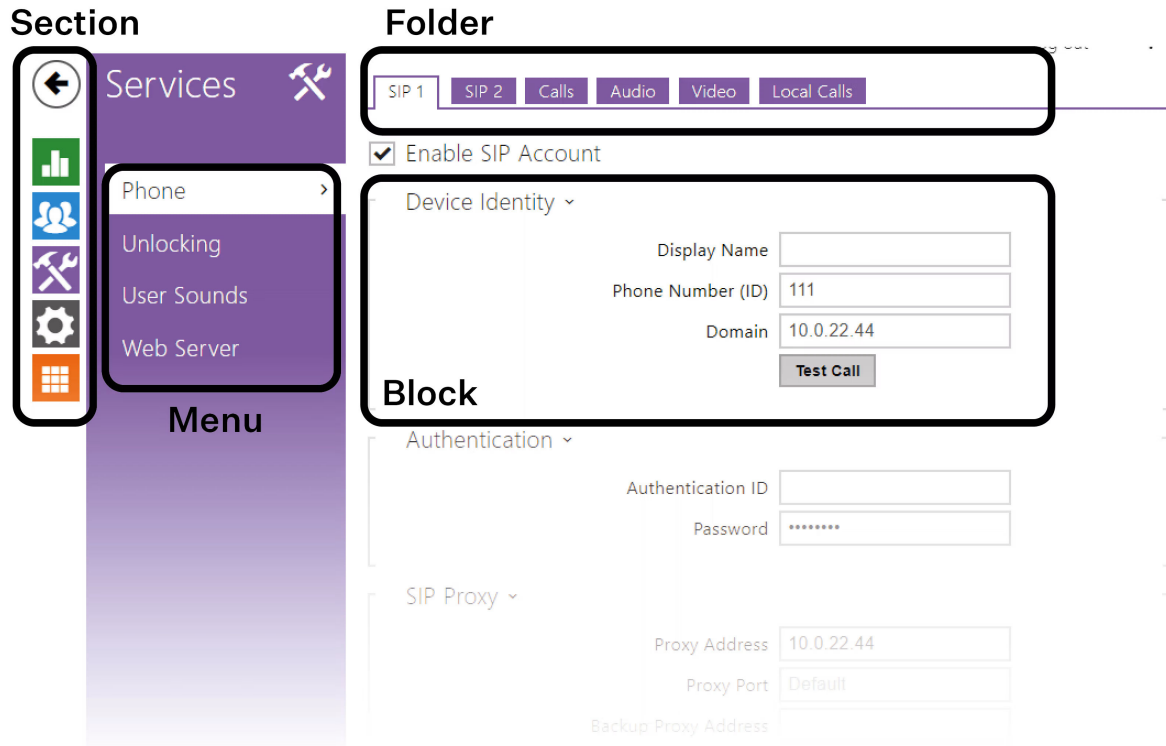 Section
Folder
Services
SIP 1 SIP 2 Calls Audio Video Local Calls
Enable SIP Account
Phone
Unlocking
User Sounds
Web Server
Menu
Device Identity
Display Name
Phone Number (ID) 111
Domain 10.0.22.44
Test Call
Block
Authentication
Authentication ID
Password ••••••••
SIP Proxy
Proxy Address 10.0.22.44
Proxy Port Default
Backup Proxy Address